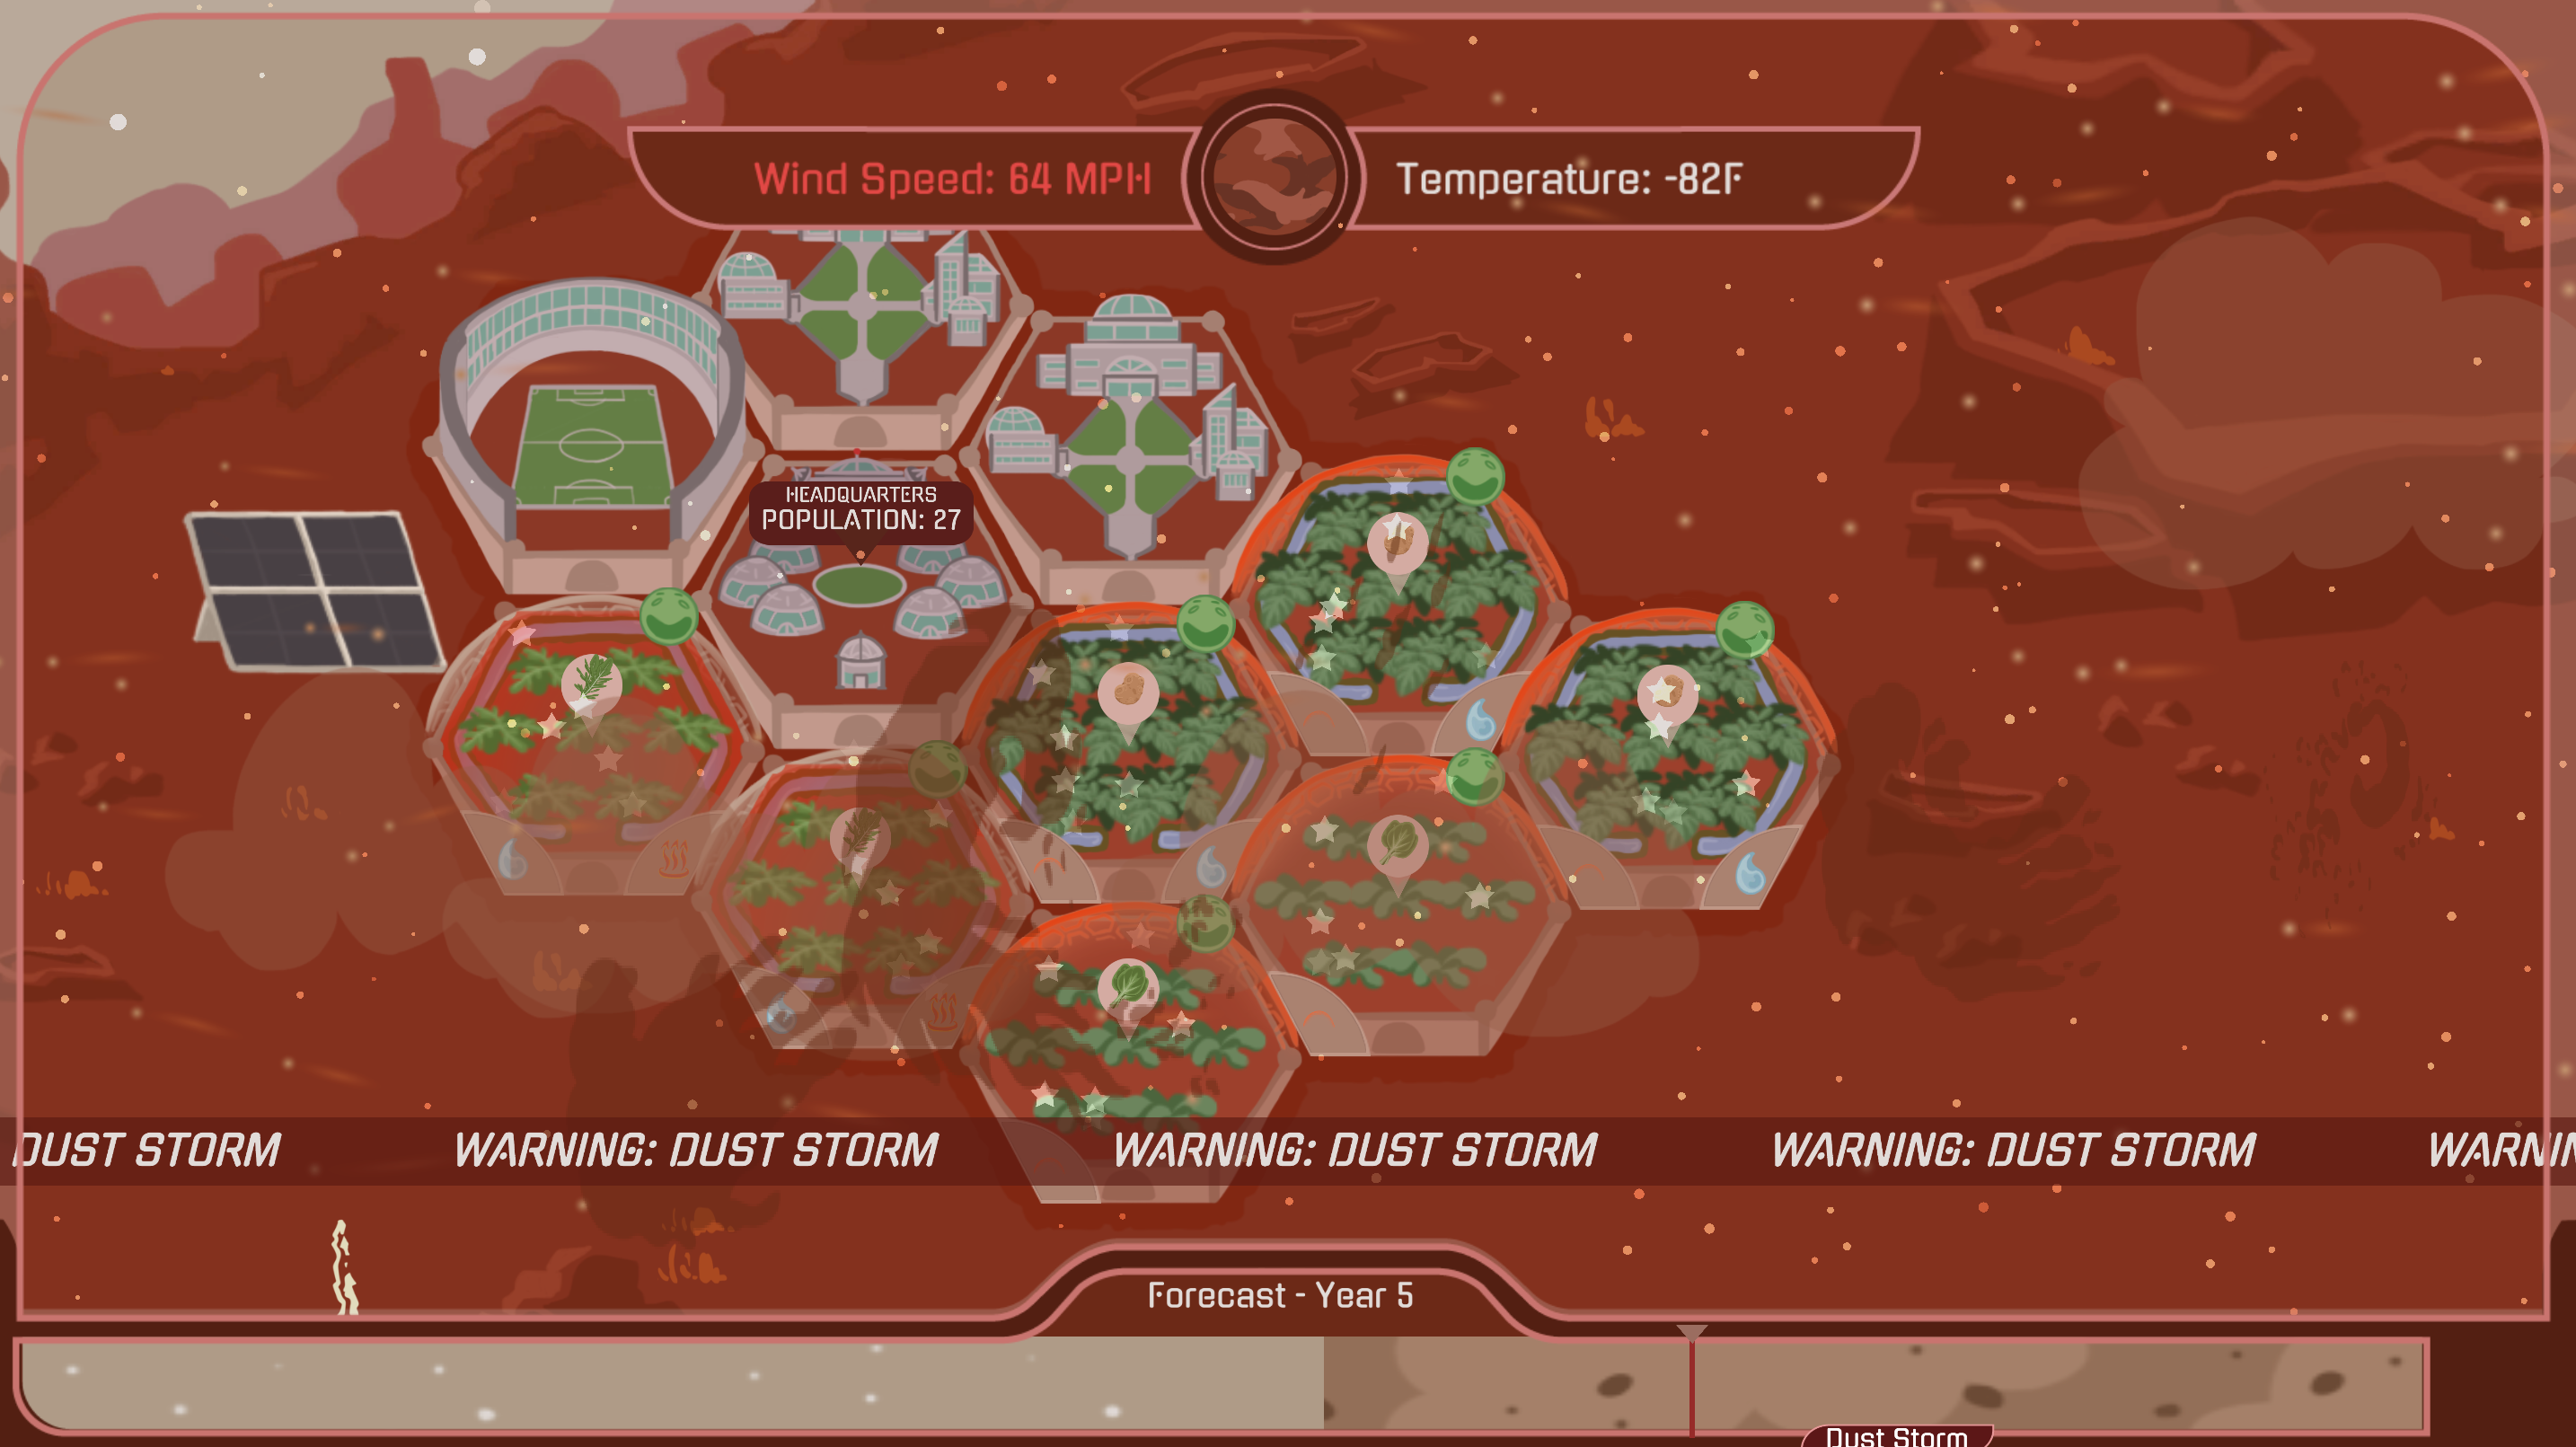 Wind Speed: 64 MPH
Temperature: -82F
HEADQUARTERS
POPULATION: 27
DUST STORM WARNING: DUST STORM WARNING: DUST STORM WARNING: DUST STORM WARNIN
Forecast - Year 5
Dust Storm